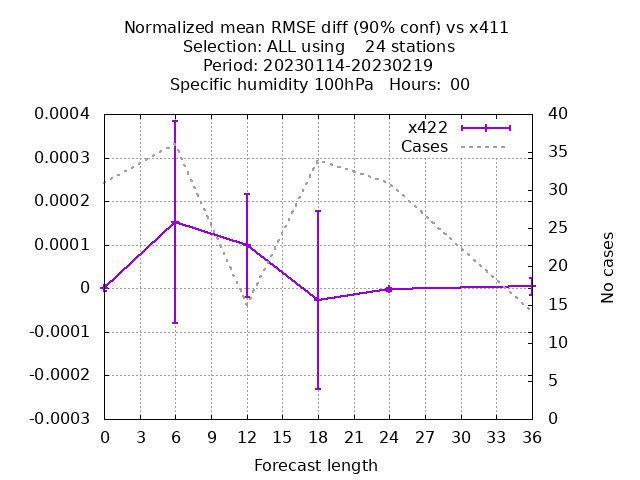 Normalized mean RMSE diff (90% conf) vs x411
Selection: ALL using    24 stations
Period: 20230114-20230219
Specific humidity 100hPa   Hours:  00
x422
Cases
0.0004
0.0003
0.0002
0.0001
0
-0.0001
-0.0002
-0.0003
40
35
30
25
20
15
10
5
0
No cases
0 3 6 9 12 15 18 21 24 27 30 33 36
Forecast length